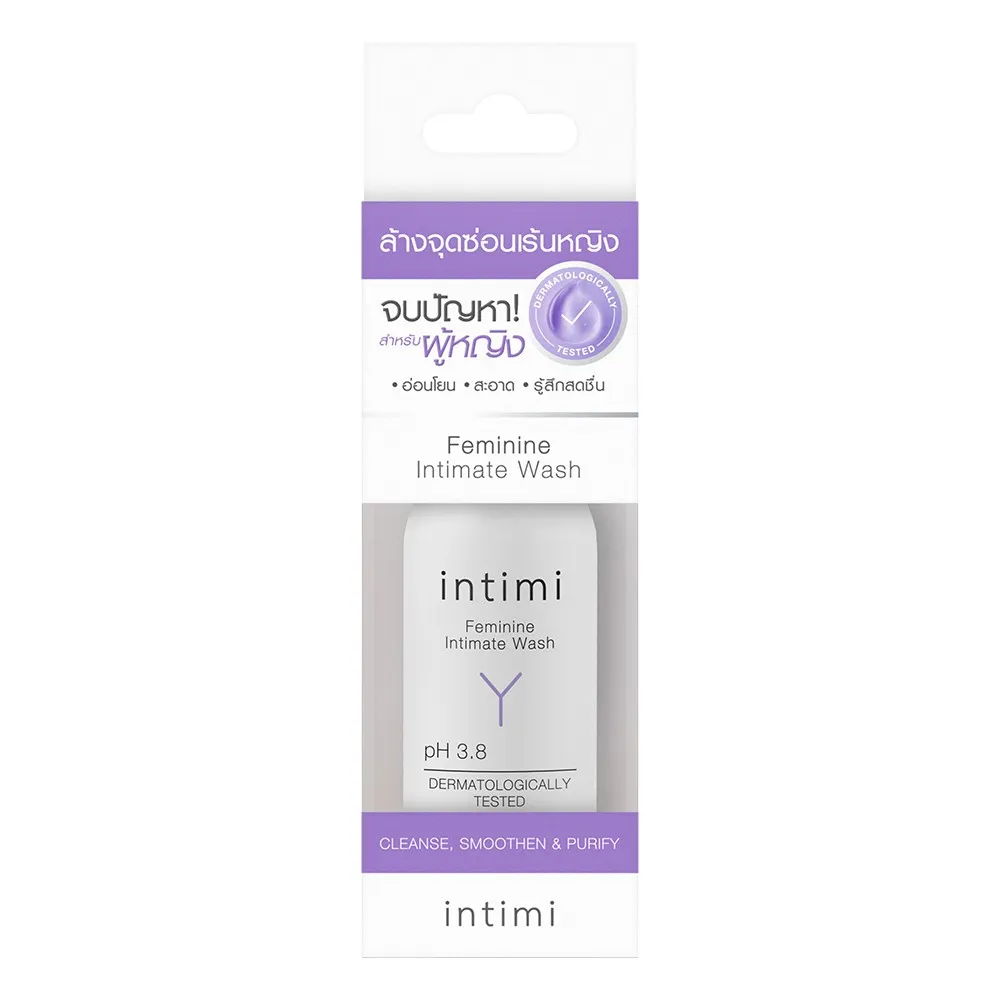 ล้างจุดซ่อนเร้นหญิง
จบปัญหา!
สำหรับผู้หญิง
DERMATOLOGICALLY
TESTED
• อ่อนโยน • สะอาด • รู้สึกสดชื่น
Feminine
Intimate Wash
intimi
Feminine
Intimate Wash
pH 3.8
DERMATOLOGICALLY
TESTED
CLEANSE, SMOOTHEN & PURIFY
intimi